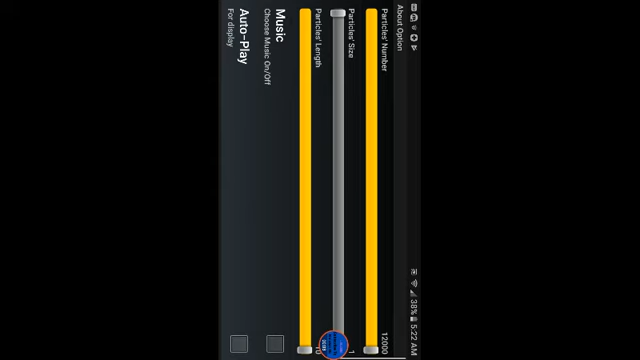 38% 5:22 AM
About Option
Particles' Number
12000
Particles' Size
1
Particles' Length
Music
Choose Music On/Off
Auto-Play
For display